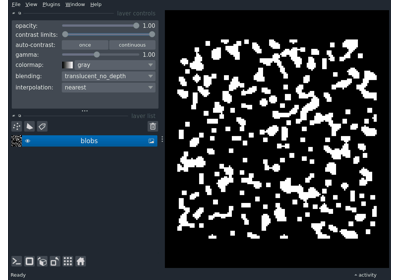 File View Plugins Window Help
layer controls
opacity: 1.00
contrast limits:
auto-contrast: once continuous
gamma: 1.00
colormap: gray
blending: translucent_no_depth
interpolation: nearest
layer list
blobs
Ready activity